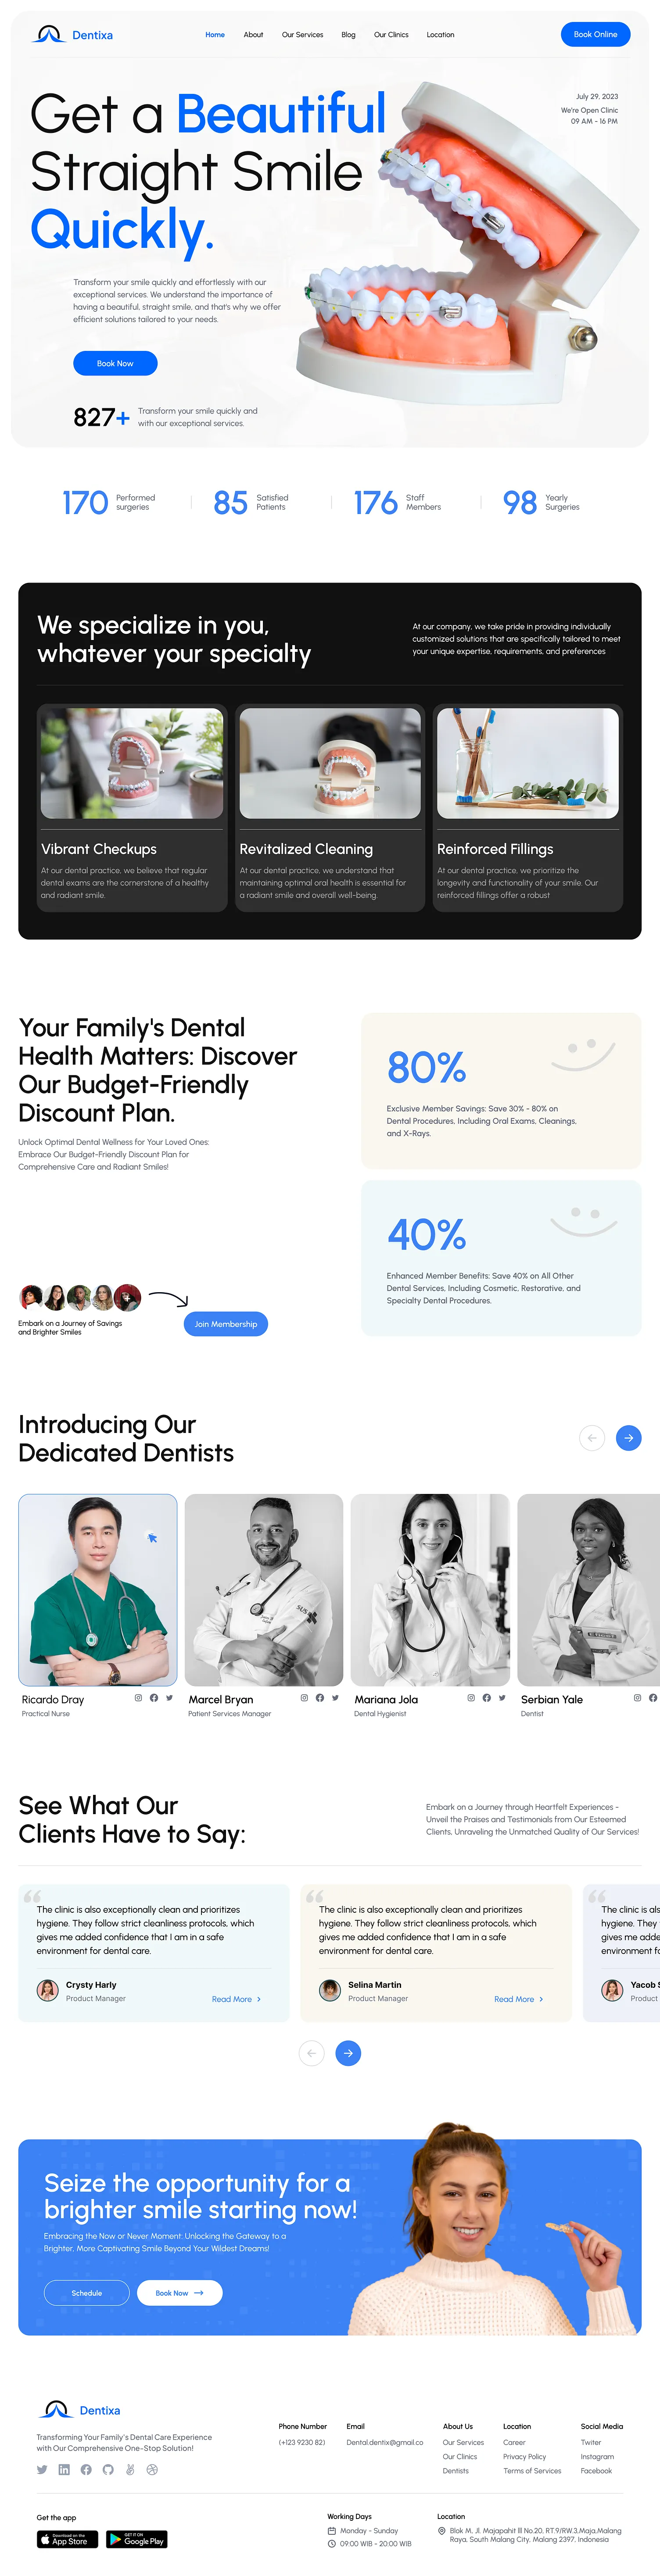 Dentixa
Home
About
Our Services
Blog
Our Clinics
Location
Book Online
July 29, 2023
We're Open Clinic
09 AM - 16 PM
Get a Beautiful
Straight Smile
Quickly.
Transform your smile quickly and effortlessly with our
exceptional services. We understand the importance of
having a beautiful, straight smile, and that's why we offer
efficient solutions tailored to your needs.
Book Now
827+
Transform your smile quickly and
with our exceptional services.
170
Performed
surgeries
85
Satisfied
Patients
176
Staff
Members
98
Yearly
Surgeries
We specialize in you,
whatever your specialty
At our company, we take pride in providing individually
customized solutions that are specifically tailored to meet
your unique expertise, requirements, and preferences
Vibrant Checkups
At our dental practice, we believe that regular
dental exams are the cornerstone of a healthy
and radiant smile.
Revitalized Cleaning
At our dental practice, we understand that
maintaining optimal oral health is essential for
a radiant smile and overall well-being.
Reinforced Fillings
At our dental practice, we prioritize the
longevity and functionality of your smile. Our
reinforced fillings offer a robust
Your Family's Dental
Health Matters: Discover
Our Budget-Friendly
Discount Plan.
Unlock Optimal Dental Wellness for Your Loved Ones:
Embrace Our Budget-Friendly Discount Plan for
Comprehensive Care and Radiant Smiles!
Embark on a Journey of Savings
and Brighter Smiles
Join Membership
80%
Exclusive Member Savings: Save 30% - 80% on
Dental Procedures, Including Oral Exams, Cleanings,
and X-Rays.
40%
Enhanced Member Benefits: Save 40% on All Other
Dental Services, Including Cosmetic, Restorative, and
Specialty Dental Procedures.
Introducing Our
Dedicated Dentists
Ricardo Dray
Practical Nurse
Marcel Bryan
Patient Services Manager
Mariana Jola
Dental Hygienist
Serbian Yale
Dentist
See What Our
Clients Have to Say:
Embark on a Journey through Heartfelt Experiences -
Unveil the Praises and Testimonials from Our Esteemed
Clients, Unraveling the Unmatched Quality of Our Services!
The clinic is also exceptionally clean and prioritizes
hygiene. They follow strict cleanliness protocols, which
gives me added confidence that I am in a safe
environment for dental care.
Crysty Harly
Product Manager
Read More
The clinic is also exceptionally clean and prioritizes
hygiene. They follow strict cleanliness protocols, which
gives me added confidence that I am in a safe
environment for dental care.
Selina Martin
Product Manager
Read More
The clinic is als
hygiene. They
gives me adde
environment fo
Yacob S
Product
Seize the opportunity for a
brighter smile starting now!
Embracing the Now or Never Moment: Unlocking the Gateway to a
Brighter, More Captivating Smile Beyond Your Wildest Dreams!
Schedule
Book Now
Dentixa
Transforming Your Family's Dental Care Experience
with Our Comprehensive One-Stop Solution!
Phone Number
(+123 9230 82)
Email
Dental.dentix@gmail.co
About Us
Our Services
Our Clinics
Dentists
Location
Career
Privacy Policy
Terms of Services
Social Media
Twiter
Instagram
Facebook
Get the app
Download on the
App Store
GET IT ON
Google Play
Working Days
Monday - Sunday
09:00 WIB - 20:00 WIB
Location
Blok M, Jl. Majapahit lll No.20, RT.9/RW.3,Maja,Malang
Raya, South Malang City, Malang 2397, Indonesia